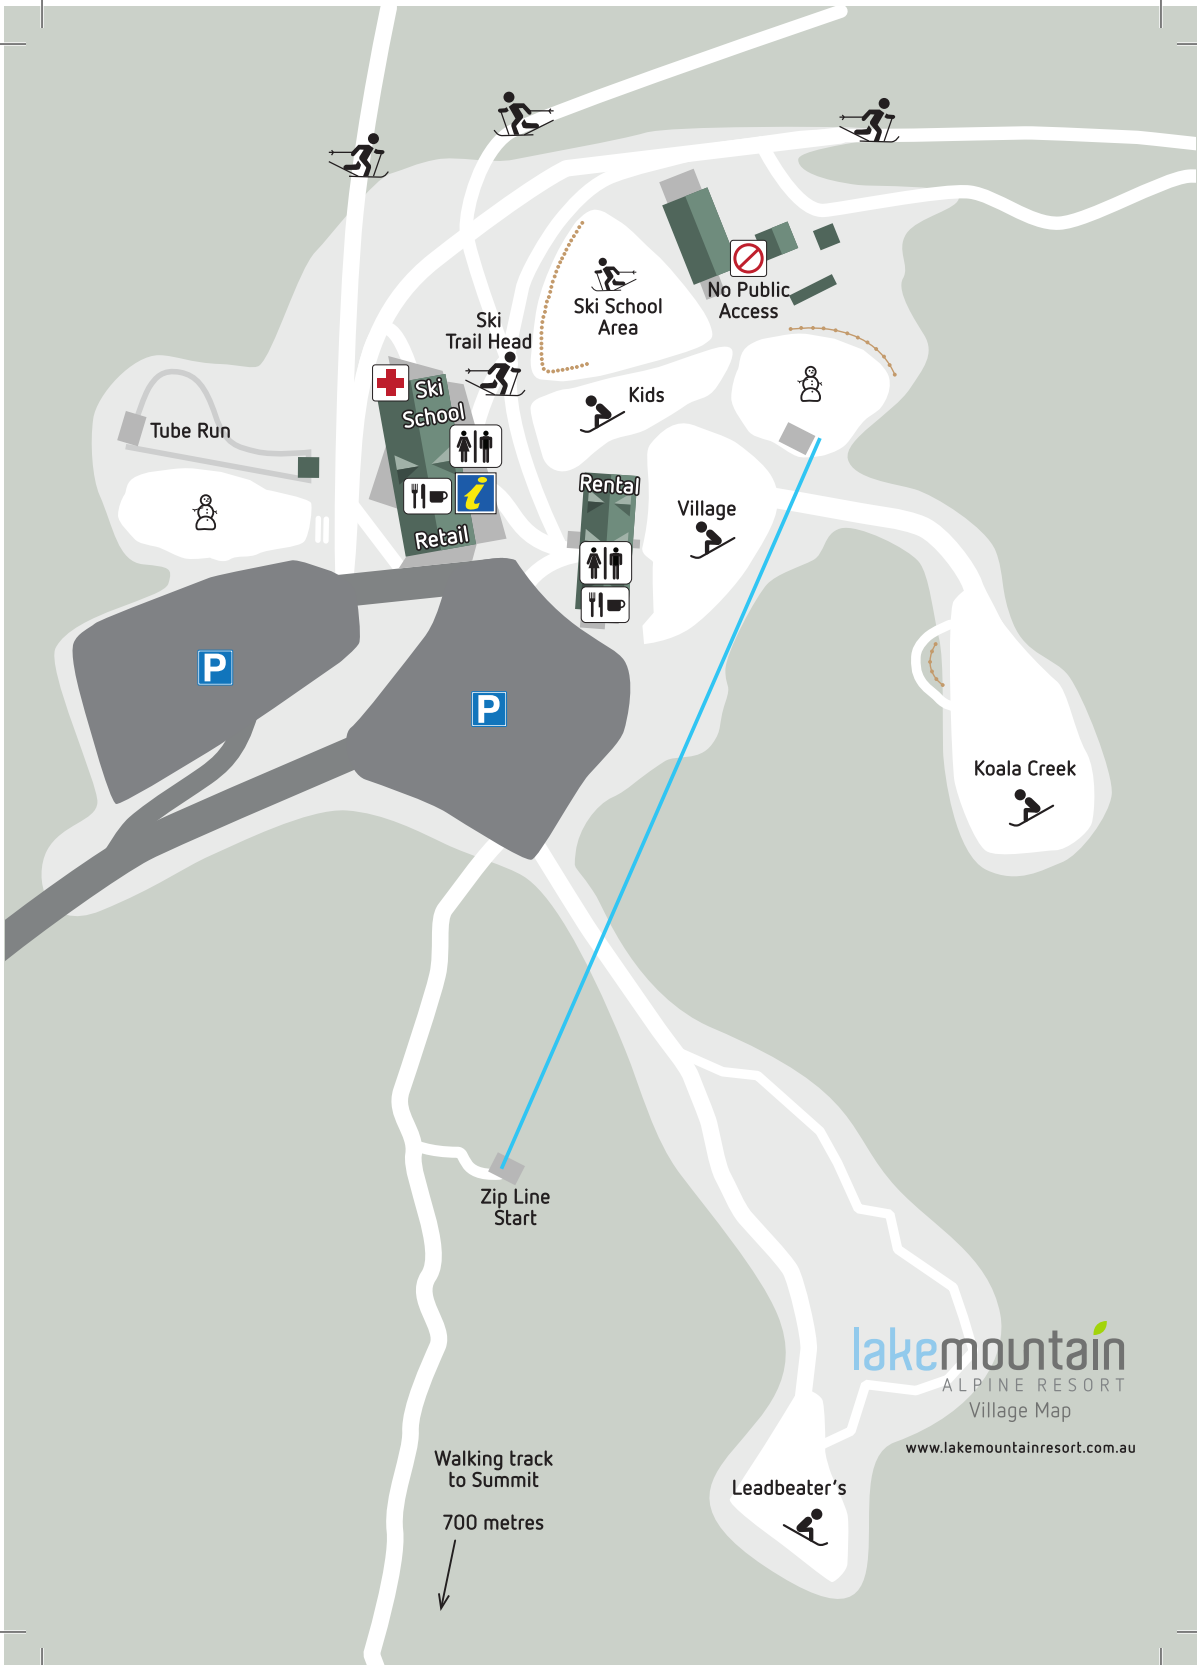 No Public
Access
Ski School
Area
Ski
Trail Head
Kids
Ski
School
Tube Run
Rental
Village
i
Retail
P
P
Koala Creek
Zip Line
Start
lakemountain
ALPINE RESORT
Village Map
www.lakemountainresort.com.au
Walking track
to Summit
700 metres
Leadbeater's